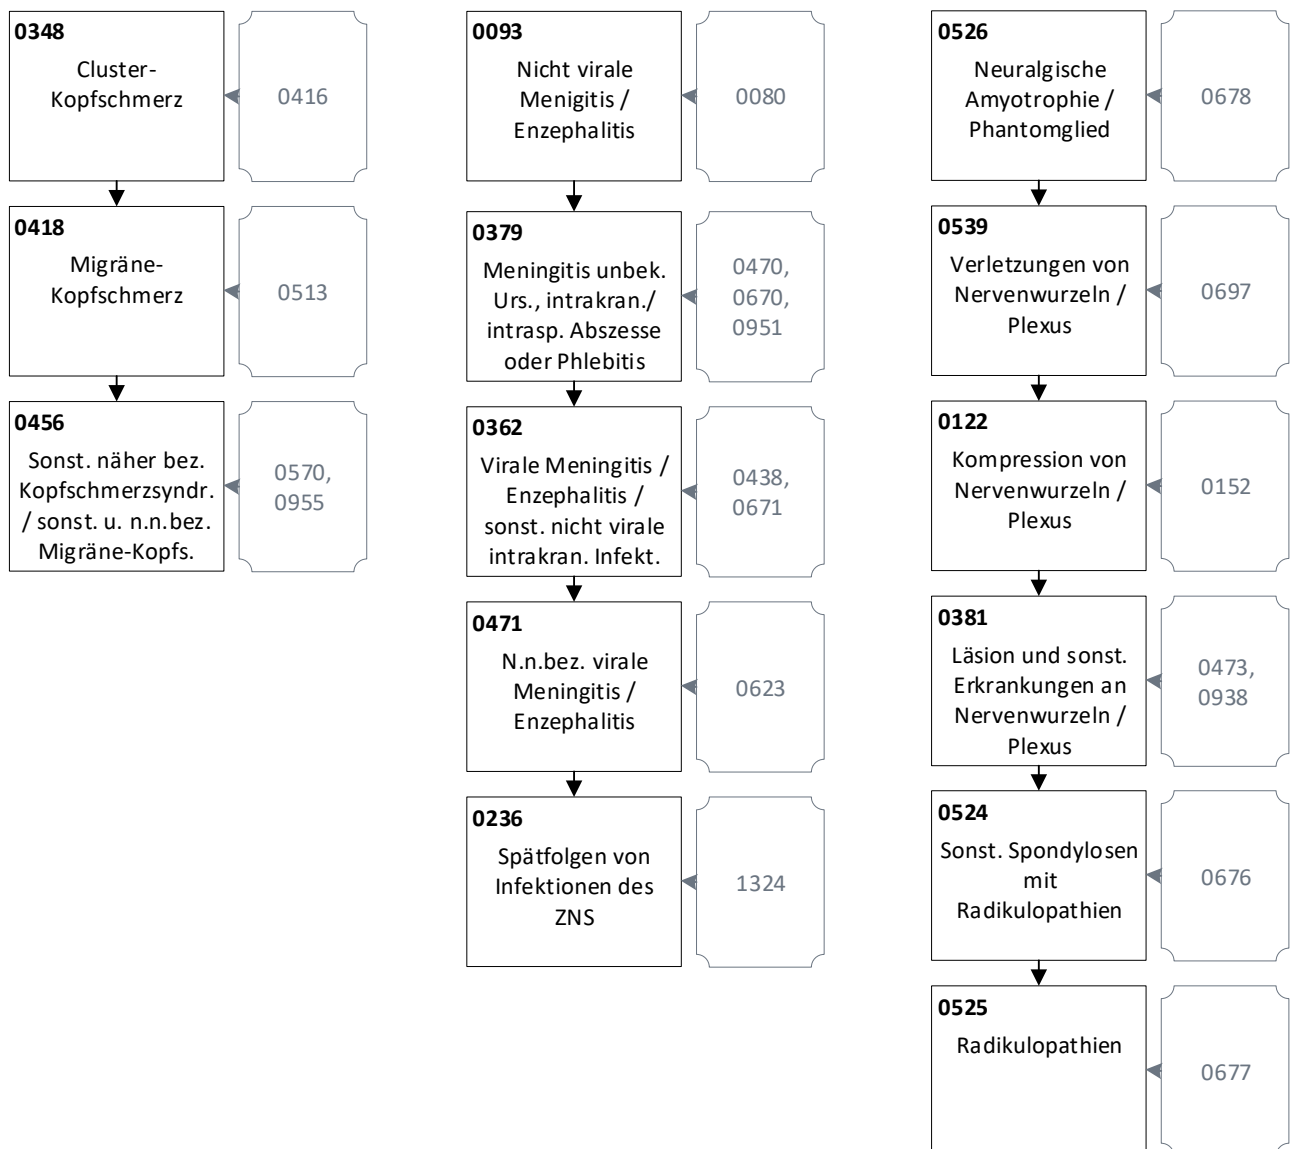 0348
Cluster-
Kopfschmerz
0416
0418
Migräne-
Kopfschmerz
0513
0456
Sonst. näher bez.
Kopfschmerzsyndr.
/ sonst. u. n.n.bez.
Migräne-Kopfs.
0570,
0955
0093
Nicht virale
Menigitis /
Enzephalitis
0080
0379
Meningitis unbek.
Urs., intrakran./
intrasp. Abszesse
oder Phlebitis
0470,
0670,
0951
0362
Virale Meningitis /
Enzephalitis /
sonst. nicht virale
intrakran. Infekt.
0438,
0671
0471
N.n.bez. virale
Meningitis /
Enzephalitis
0623
0236
Spätfolgen von
Infektionen des
ZNS
1324
0526
Neuralgische
Amyotrophie /
Phantomglied
0678
0539
Verletzungen von
Nervenwurzeln /
Plexus
0697
0122
Kompression von
Nervenwurzeln /
Plexus
0152
0381
Läsion und sonst.
Erkrankungen an
Nervenwurzeln /
Plexus
0473,
0938
0524
Sonst. Spondylosen
mit
Radikulopathien
0676
0525
Radikulopathien
0677